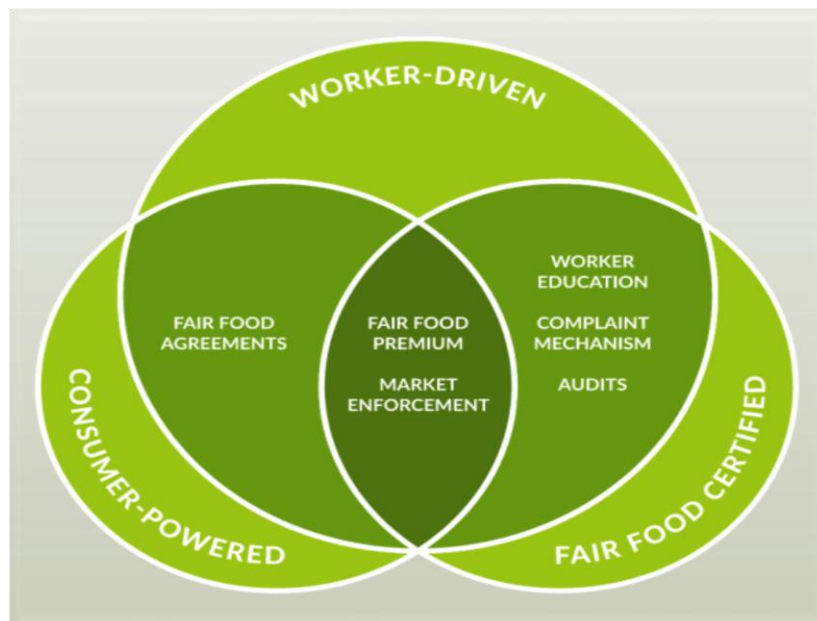 WORKER-DRIVEN
FAIR FOOD
AGREEMENTS
FAIR FOOD
PREMIUM
MARKET
ENFORCEMENT
WORKER
EDUCATION
COMPLAINT
MECHANISM
AUDITS
CONSUMER-POWERED
FAIR FOOD CERTIFIED